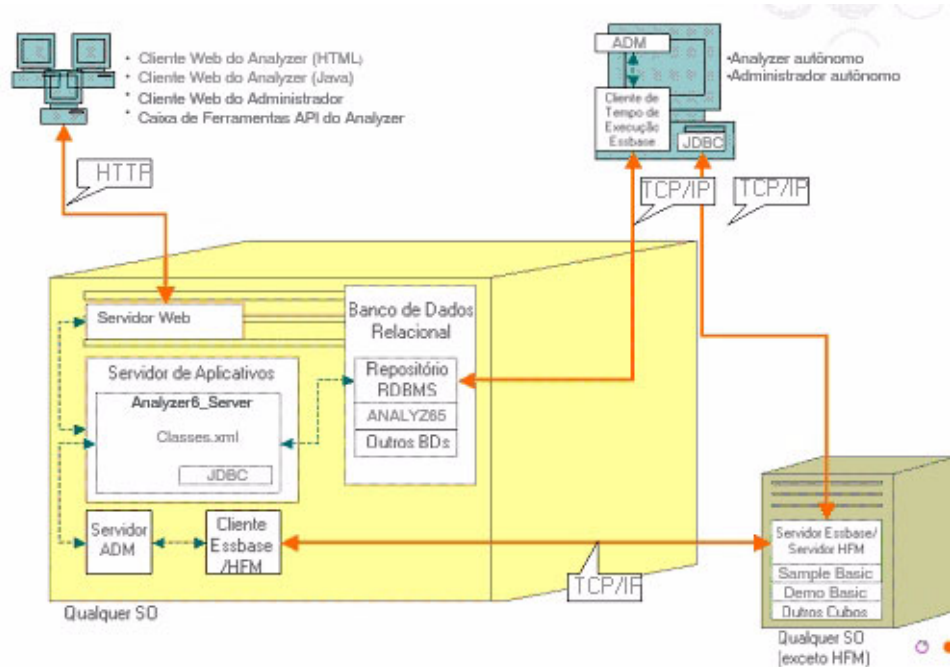 • Cliente Web do Analyzer (HTML)
• Cliente Web do Analyzer (Java)
• Cliente Web do Administrador
• Caixa de Ferramentas API do Analyzer
ADM
Cliente de
Tempo de
Execução
Essbase
JDBC
•Analyzer autônomo
•Administrador autônomo
HTTP
TCP/IP
TCP/IP
Servidor Web
Banco de Dados
Relacional
Repositório
RDBMS
ANALYZ65
Outros BDs
Servidor de Aplicativos
Analyzer6_Server
Classes.xml
JDBC
Servidor
ADM
Cliente
Essbase
/HFM
TCP/IP
Qualquer SO
Servidor Essbase/
Servidor HFM
Sample Basic
Demo Basic
Outros Cubos
Qualquer SO
(exceto HFM)